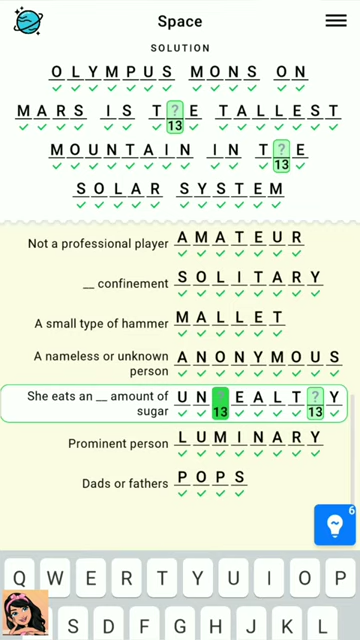 Space
SOLUTION
OLYMPUS MONS ON
MARS IS T?E TALLEST
13
MOUNTAIN IN T?E
13
SOLAR SYSTEM
Not a professional player AMATEUR
__ confinement SOLITARY
A small type of hammer MALLET
A nameless or unknown person ANONYMOUS
She eats an __ amount of sugar UN?EALT?Y
13 13
Prominent person LUMINARY
Dads or fathers POPS
6
Q W E R T Y U I O P
S D F G H J K L